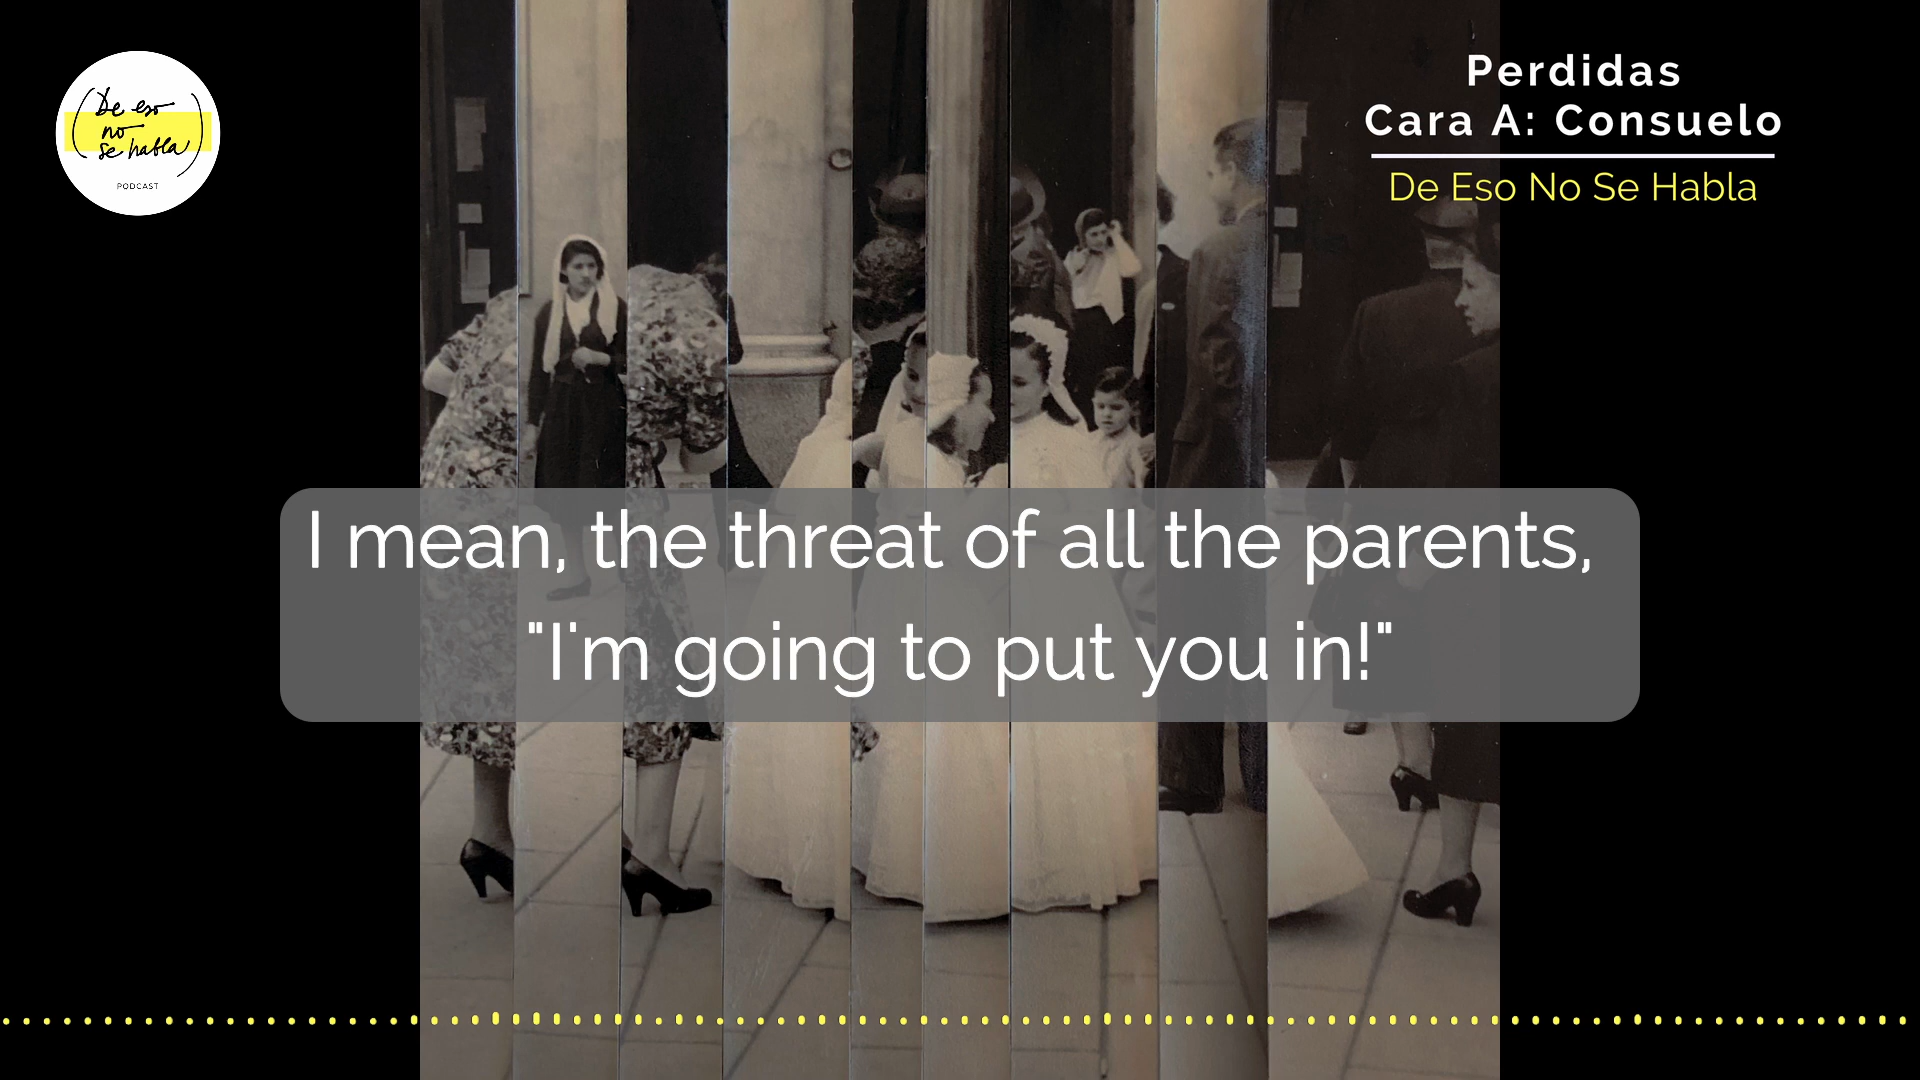 De eso
no
se habla
PODCAST
Perdidas
Cara A: Consuelo
De Eso No Se Habla
I mean, the threat of all the parents,
"I'm going to put you in!"